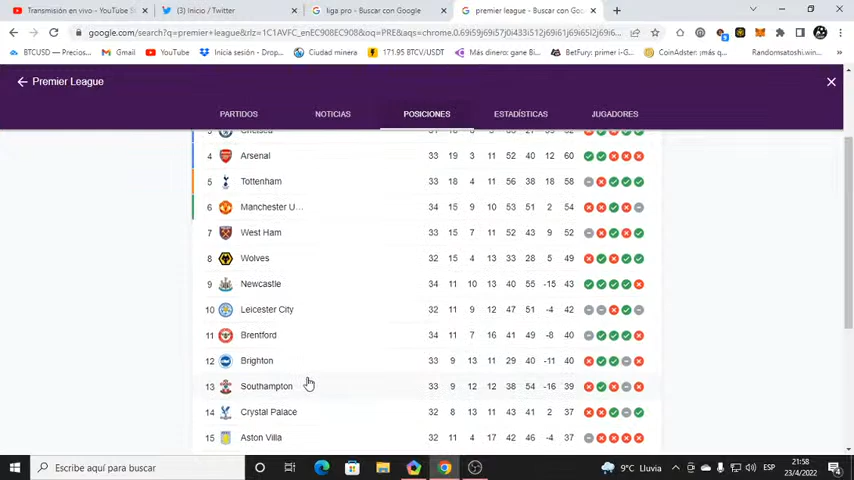 Transmisión en vivo - YouTube S
(3) Inicio / Twitter
liga pro - Buscar con Google
premier league - Buscar con Goo
google.com/search?q=premier+league&rlz=1C1AVFC_enEC908EC908&oq=PRE&aqs=chrome.0.69i59j69i57j0i433i512j69i61j69i60l2j69i61l2.
BTCUSD — Precios...
Gmail
YouTube
Inicia sesión - Dropb...
Ciudad minera
171.95 BTCV/USDT
Más dinero: gane Bi...
BetFury: primer i-G...
CoinAdster: ¡más q...
Randomsatoshi.win...
Premier League
PARTIDOS NOTICIAS POSICIONES ESTADÍSTICAS JUGADORES
3 Chelsea
4 Arsenal 33 19 3 11 52 40 12 60
5 Tottenham 33 18 4 11 56 38 18 58
6 Manchester U... 34 15 9 10 53 51 2 54
7 West Ham 33 15 7 11 52 43 9 52
8 Wolves 32 15 4 13 33 28 5 49
9 Newcastle 34 11 10 13 40 55 -15 43
10 Leicester City 32 11 9 12 47 51 -4 42
11 Brentford 34 11 7 16 41 49 -8 40
12 Brighton 33 9 13 11 29 40 -11 40
13 Southampton 33 9 12 12 38 54 -16 39
14 Crystal Palace 32 8 13 11 43 41 2 37
15 Aston Villa 32 11 4 17 42 46 -4 37
Escribe aquí para buscar
9°C Lluvia
ESP
21:58
23/4/2022
4